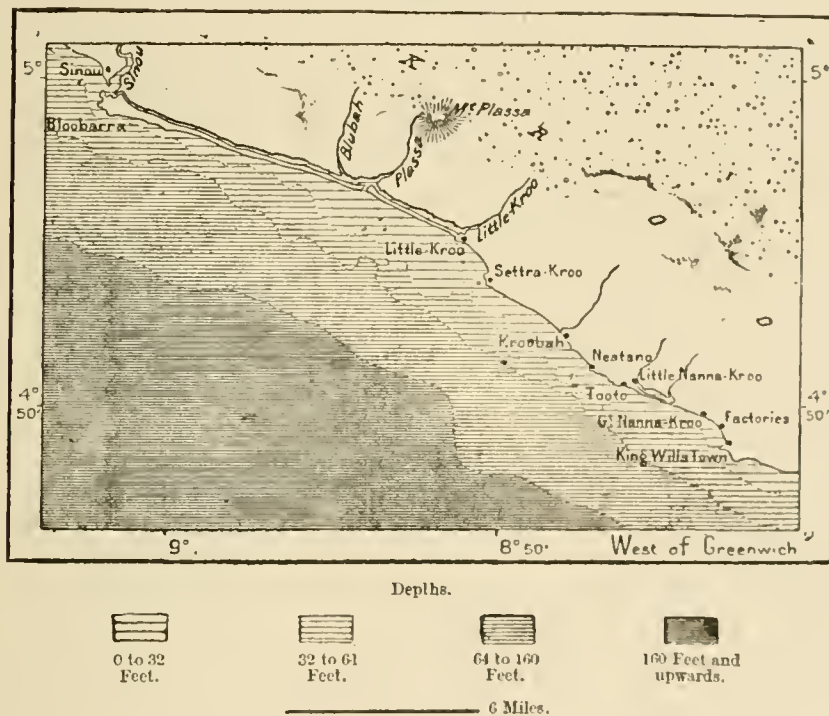 5°
5°
Sinou
Sinou
Bloobarra
Blubah
Plassa
Mt Plassa
Little-Kroo
Little-Kroo
Settra-Kroo
Kroobah
Neatano
Little Nanna-Kroo
Tooto
4°
50'
4°
50'
Gt Nanna-Kroo
Factories
King Wills Town
9°
8°50'
West of Greenwich
Depths.
0 to 32
Feet.
32 to 64
Feet.
64 to 160
Feet.
160 Feet and
upwards.
6 Miles.